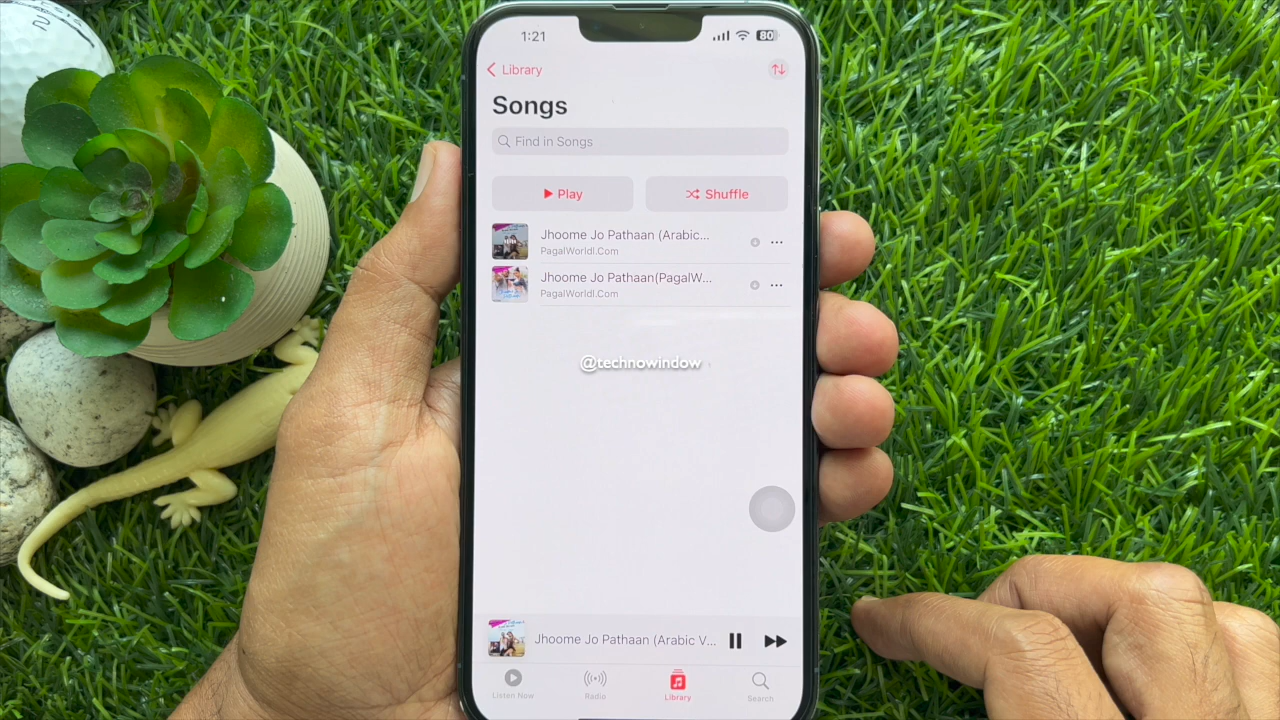 1:21
80
Library
Songs
Find in Songs
Play
Shuffle
Jhoome Jo Pathaan (Arabic...
PagalWorldl.Com
Jhoome Jo Pathaan(PagalW...
PagalWorldl.Com
@technowindow
Jhoome Jo Pathaan (Arabic V...
Listen Now
Radio
Library
Search